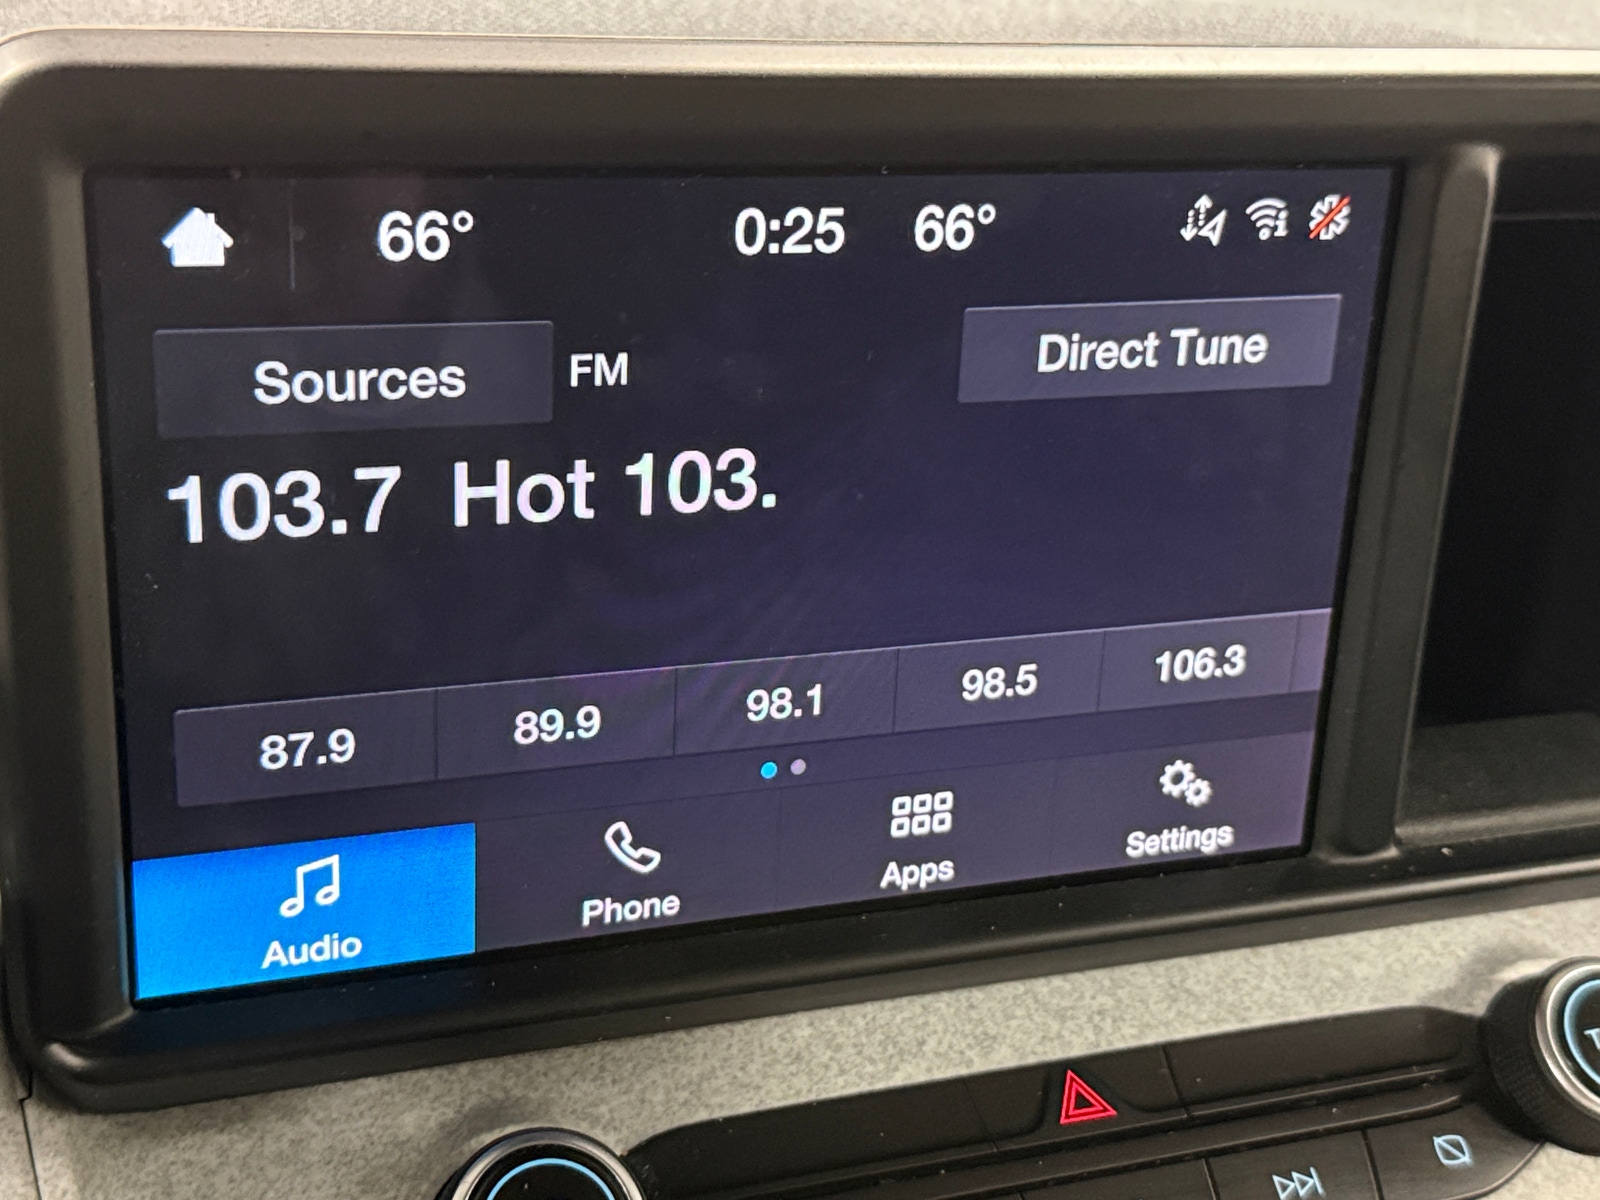 66° 0:25 66°
Sources FM Direct Tune
103.7 Hot 103.
87.9 89.9 98.1 98.5 106.3
Audio Phone Apps Settings